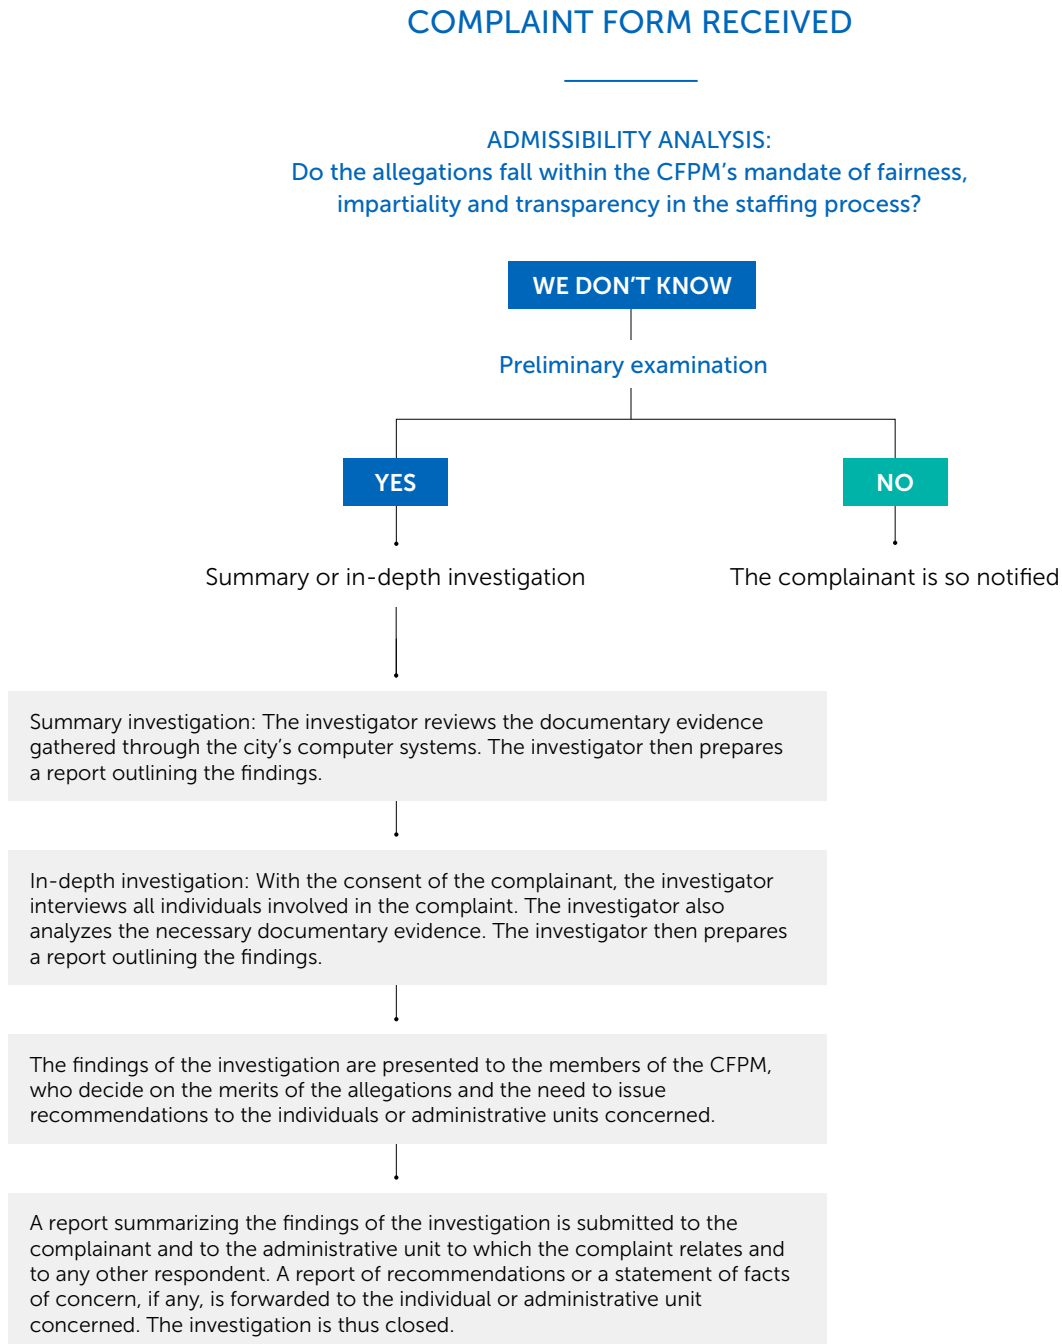 COMPLAINT FORM RECEIVED
ADMISSIBILITY ANALYSIS:
Do the allegations fall within the CFPM’s mandate of fairness,
impartiality and transparency in the staffing process?
WE DON’T KNOW
Preliminary examination
YES
NO
Summary or in-depth investigation
The complainant is so notified
Summary investigation: The investigator reviews the documentary evidence
gathered through the city’s computer systems. The investigator then prepares
a report outlining the findings.
In-depth investigation: With the consent of the complainant, the investigator
interviews all individuals involved in the complaint. The investigator also
analyzes the necessary documentary evidence. The investigator then prepares
a report outlining the findings.
The findings of the investigation are presented to the members of the CFPM,
who decide on the merits of the allegations and the need to issue
recommendations to the individuals or administrative units concerned.
A report summarizing the findings of the investigation is submitted to the
complainant and to the administrative unit to which the complaint relates and
to any other respondent. A report of recommendations or a statement of facts
of concern, if any, is forwarded to the individual or administrative unit
concerned. The investigation is thus closed.